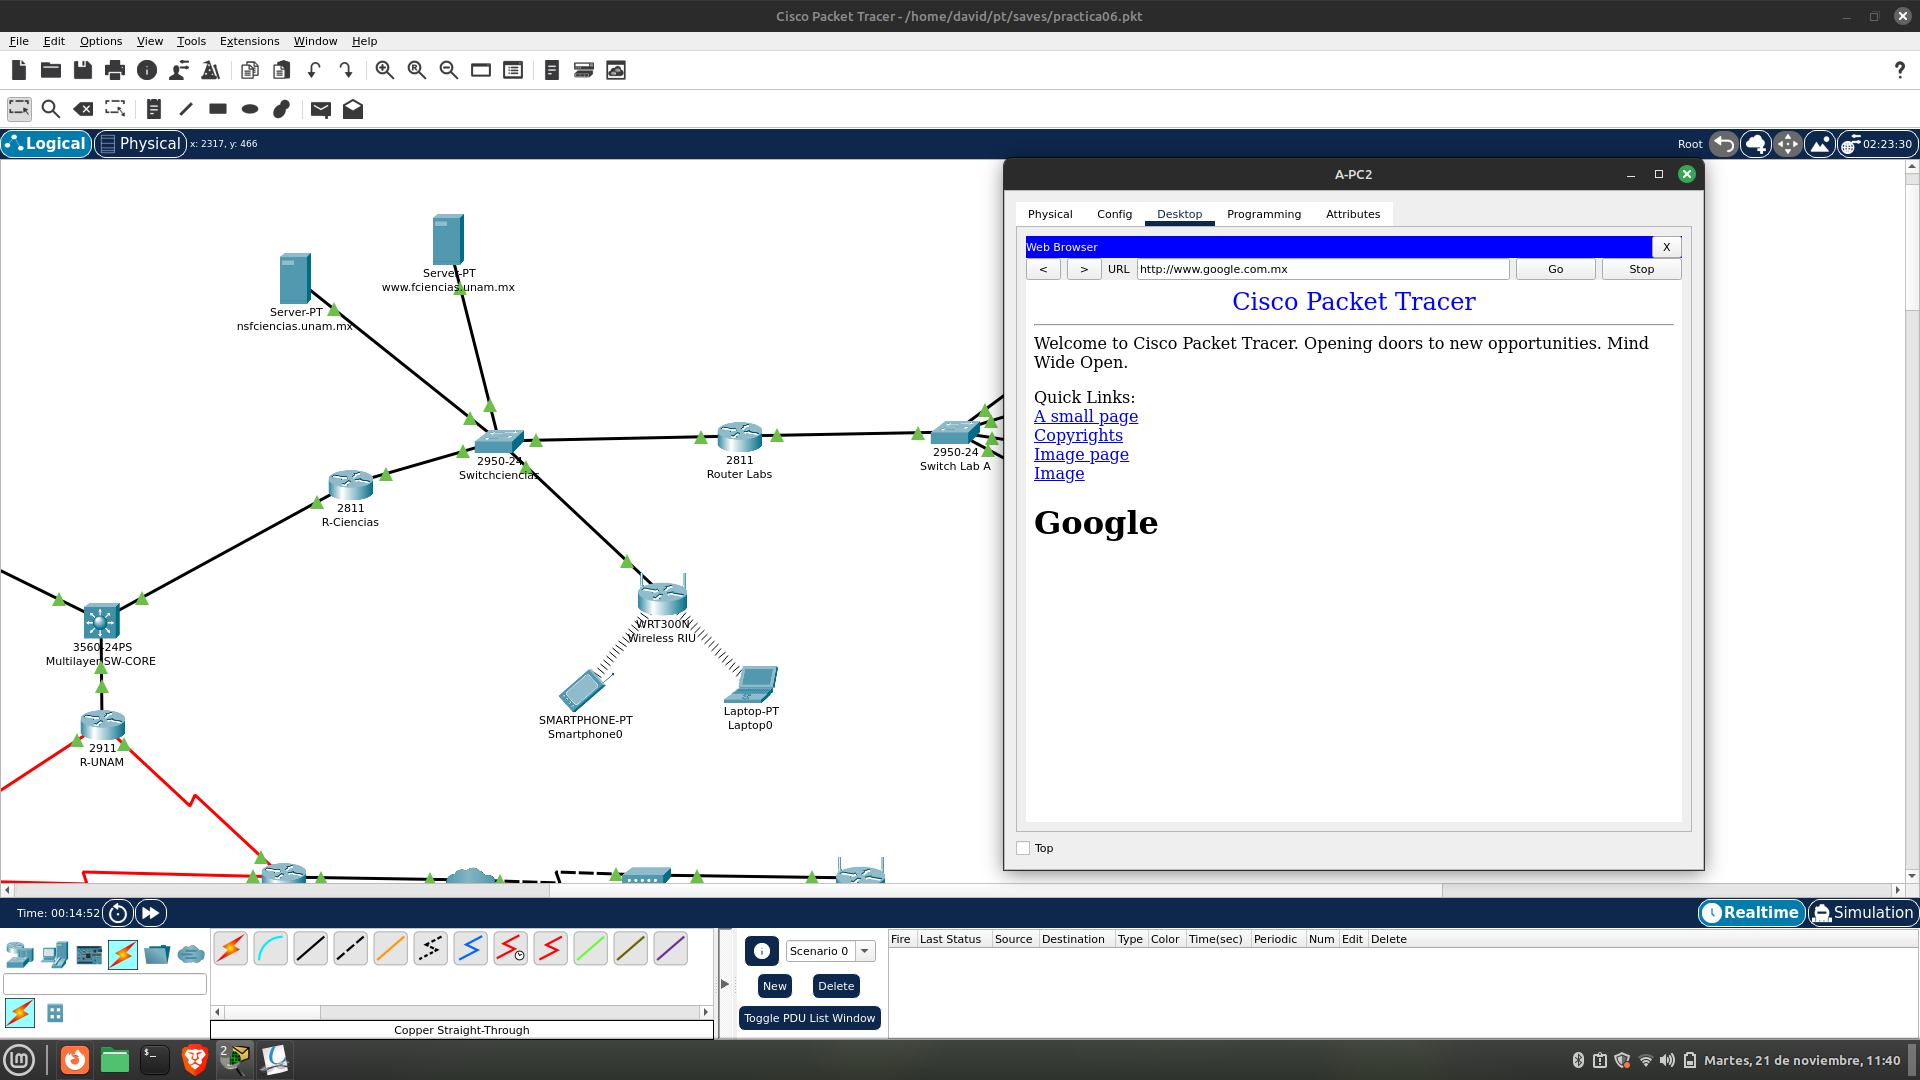 Cisco Packet Tracer - /home/david/pt/saves/practica06.pkt
File Edit Options View Tools Extensions Window Help
?
Logical Physical x: 2317, y: 466
Root 02:23:30
Server-PT
www.fciencias.unam.mx
Server-PT
nsfciencias.unam.mx
2950-24
Switchciencias
2811
Router Labs
2950-24
Switch Lab A
2811
R-Ciencias
WRT300N
Wireless RIU
3560-24PS
Multilayer SW-CORE
SMARTPHONE-PT
Smartphone0
Laptop-PT
Laptop0
2911
R-UNAM
A-PC2
Physical Config Desktop Programming Attributes
Web Browser X
< > URL http://www.google.com.mx Go Stop
Cisco Packet Tracer
Welcome to Cisco Packet Tracer. Opening doors to new opportunities. Mind
Wide Open.
Quick Links:
A small page
Copyrights
Image page
Image
Google
Top
Time: 00:14:52
Realtime Simulation
Copper Straight-Through
Scenario 0
New Delete
Toggle PDU List Window
Fire Last Status Source Destination Type Color Time(sec) Periodic Num Edit Delete
2
Martes, 21 de noviembre, 11:40